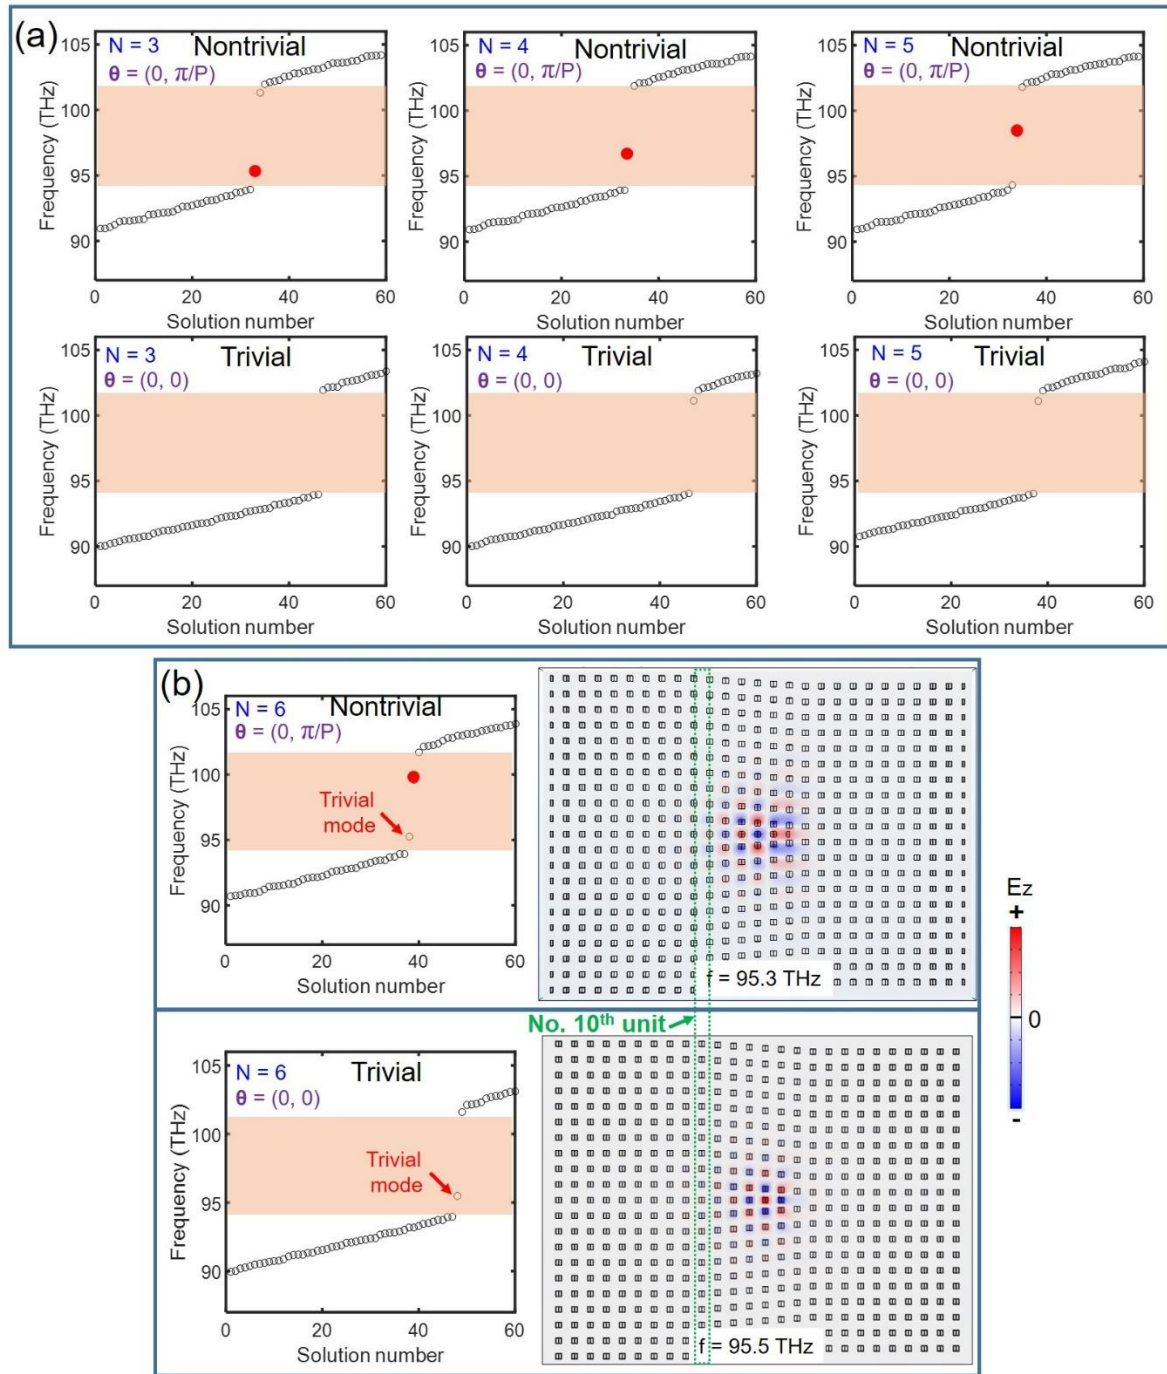 (a)
N = 3 Nontrivial
θ = (0, π/P)
105
100
95
90
Frequency (THz)
0 20 40 60
Solution number
N = 4 Nontrivial
θ = (0, π/P)
105
100
95
90
Frequency (THz)
0 20 40 60
Solution number
N = 5 Nontrivial
θ = (0, π/P)
105
100
95
90
Frequency (THz)
0 20 40 60
Solution number
N = 3 Trivial
θ = (0, 0)
105
100
95
90
Frequency (THz)
0 20 40 60
Solution number
N = 4 Trivial
θ = (0, 0)
105
100
95
90
Frequency (THz)
0 20 40 60
Solution number
N = 5 Trivial
θ = (0, 0)
105
100
95
90
Frequency (THz)
0 20 40 60
Solution number
(b)
N = 6 Nontrivial
θ = (0, π/P)
105
100
95
90
Frequency (THz)
Trivial
mode
0 20 40 60
Solution number
f = 95.3 THz
No. 10th unit
N = 6 Trivial
θ = (0, 0)
105
100
95
90
Frequency (THz)
Trivial
mode
0 20 40 60
Solution number
f = 95.5 THz
Ez
+
0
-